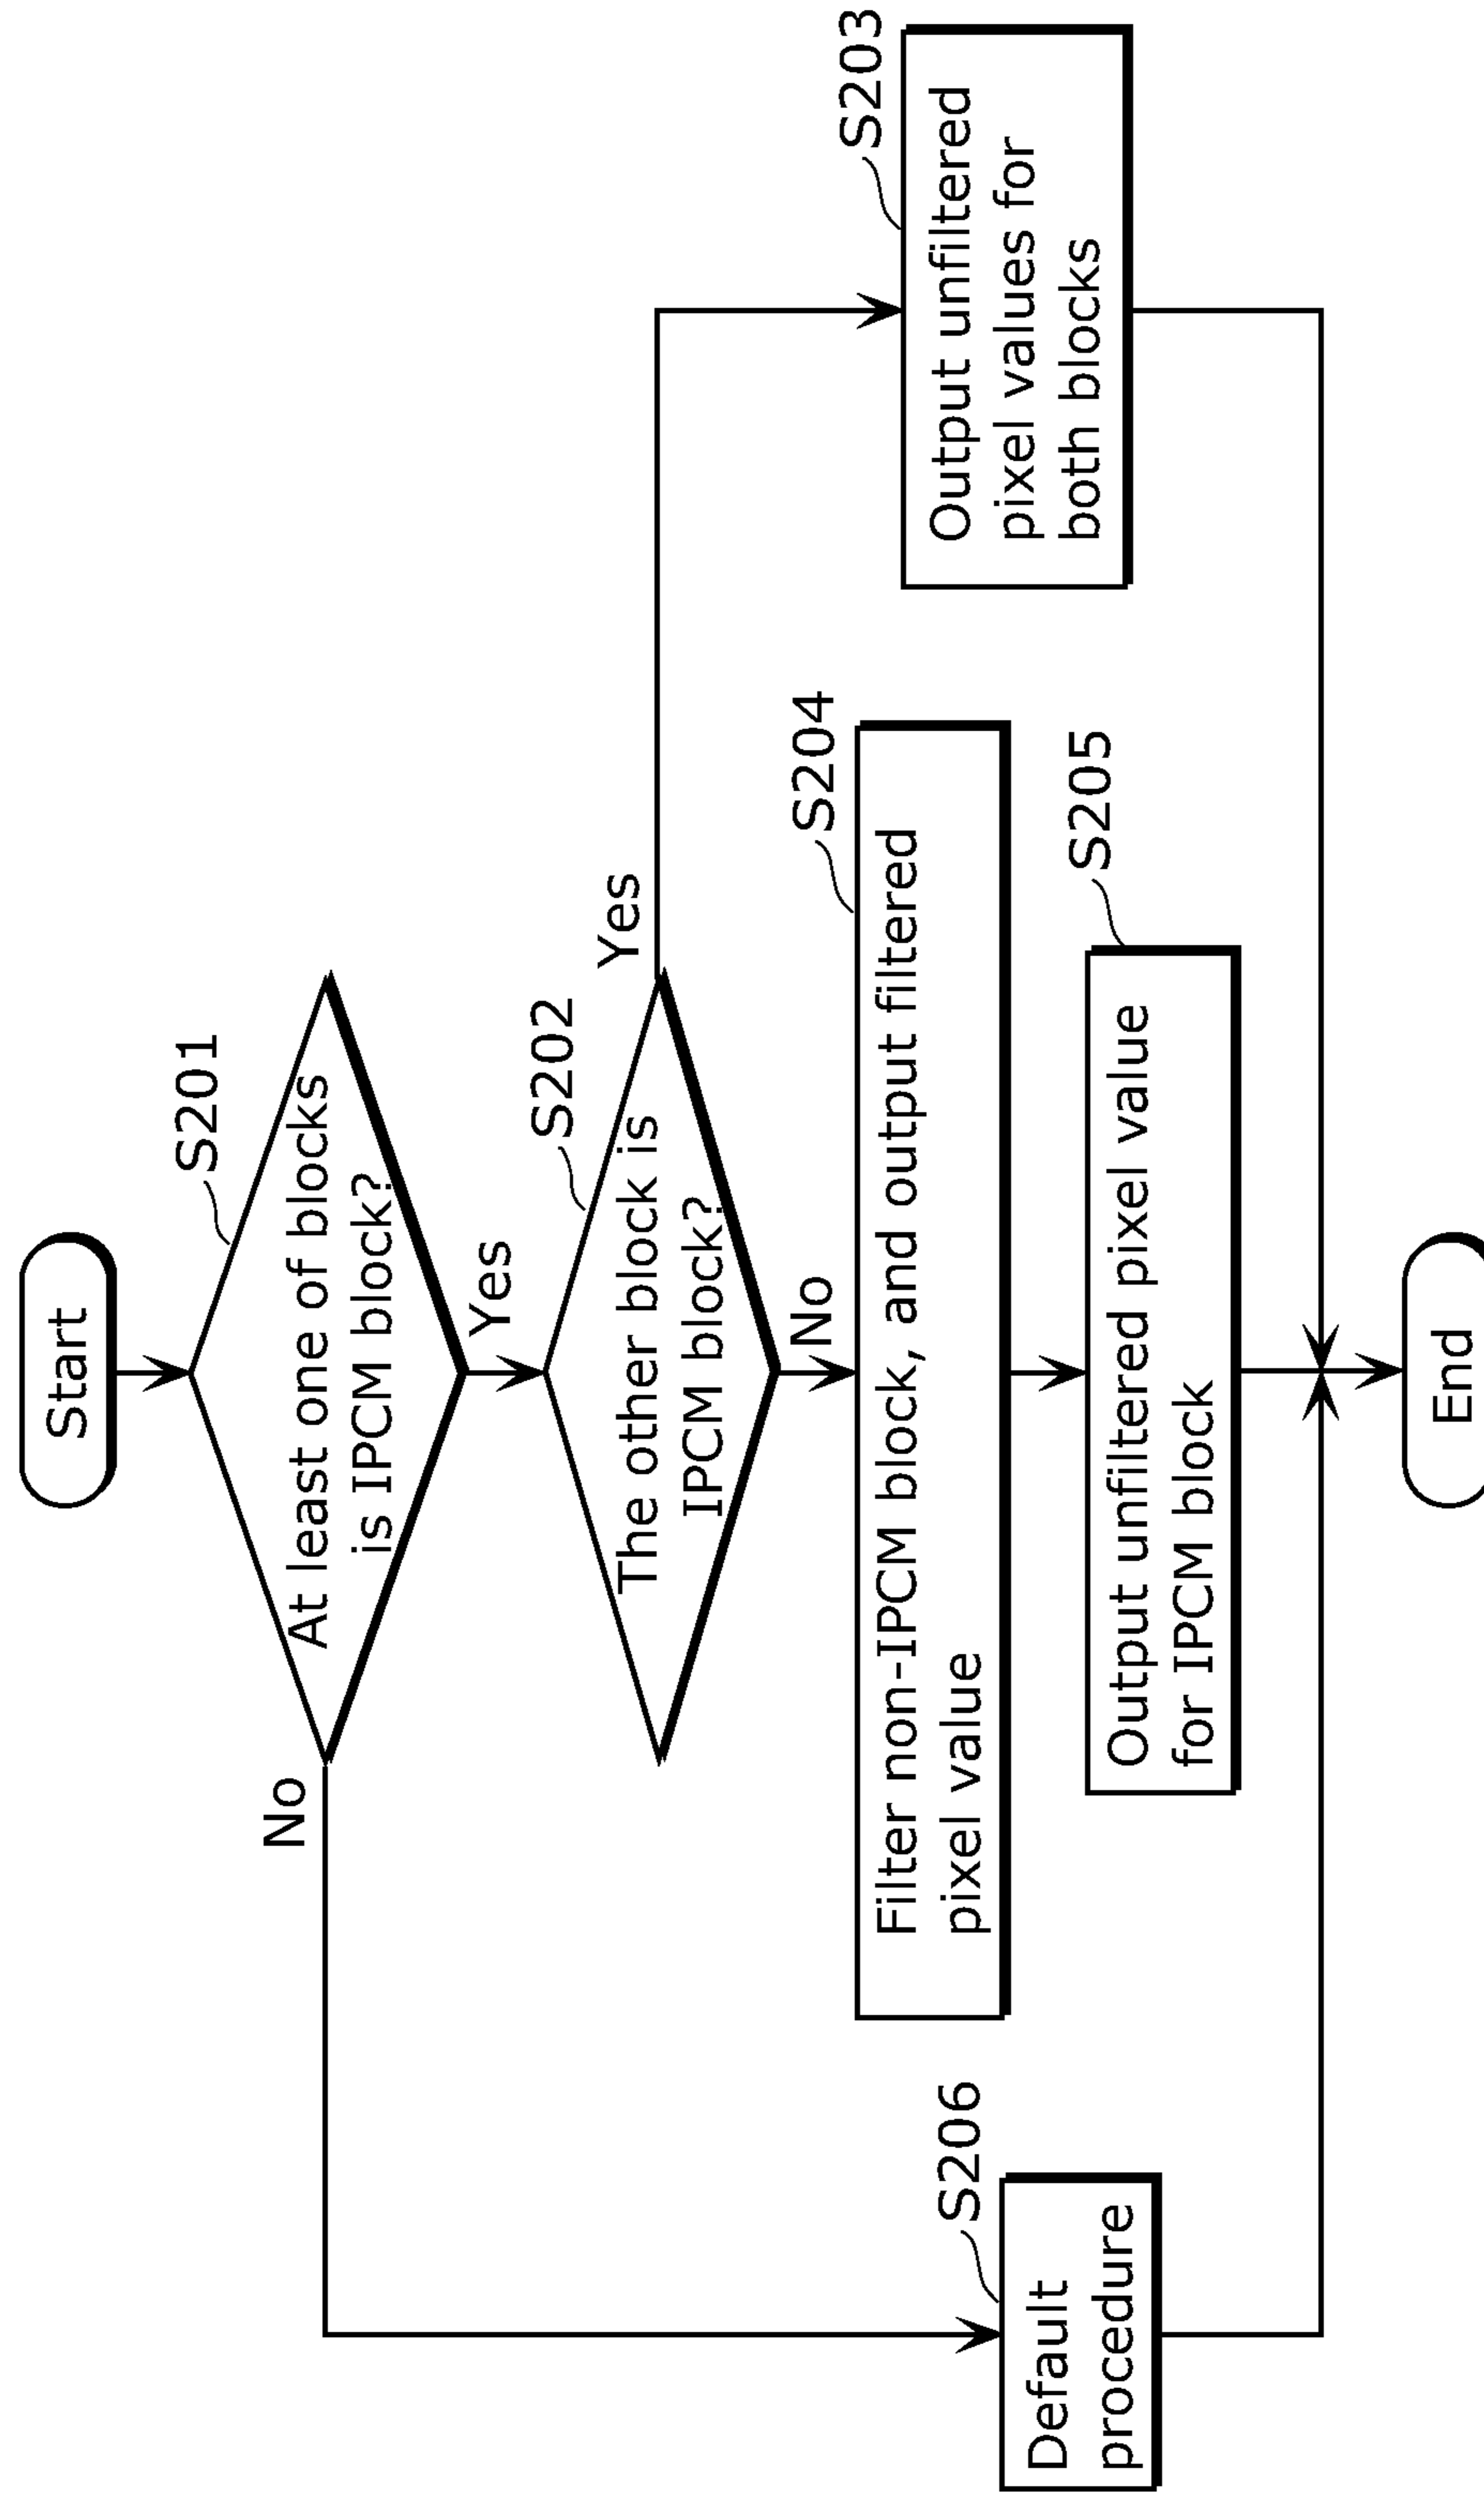 Start
S201
At least one of blocks
is IPCM block?
No
Yes
S202
The other block is
IPCM block?
Yes
No
S204
Filter non-IPCM block, and output filtered
pixel value
S203
Output unfiltered
pixel values for
both blocks
S206
Default
procedure
S205
Output unfiltered pixel value
for IPCM block
End